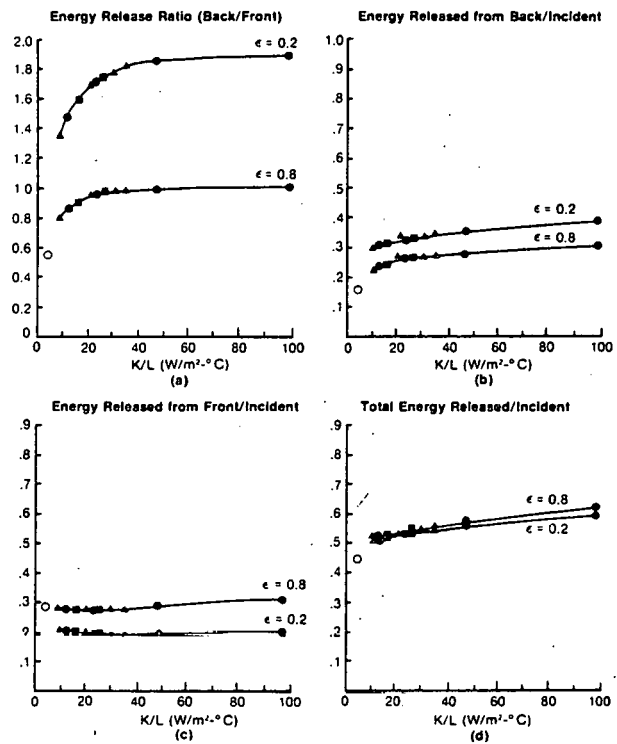 Energy Release Ratio (Back/Front)
2.0
1.8
1.6
1.4
1.2
1.0
0.8
0.6
0.4
0.2
0
ϵ = 0.2
ϵ = 0.8
0 20 40 60 80 100
K/L (W/m²-°C)
(a)
Energy Released from Back/Incident
1.0
.9
.8
.7
.6
.5
.4
.3
.2
.1
ϵ = 0.2
ϵ = 0.8
0 20 40 60 80 100
K/L (W/m²-°C)
(b)
Energy Released from Front/Incident
.9
.8
.7
.6
.5
.4
.3
.1
ϵ = 0.8
ϵ = 0.2
0 20 40 60 80 100
K/L (W/m²-°C)
(c)
Total Energy Released/Incident
.9
.8
.7
.6
.5
.4
.3
.2
.1
ϵ = 0.8
ϵ = 0.2
0 20 40 60 80 100
K/L (W/m²-°C)
(d)